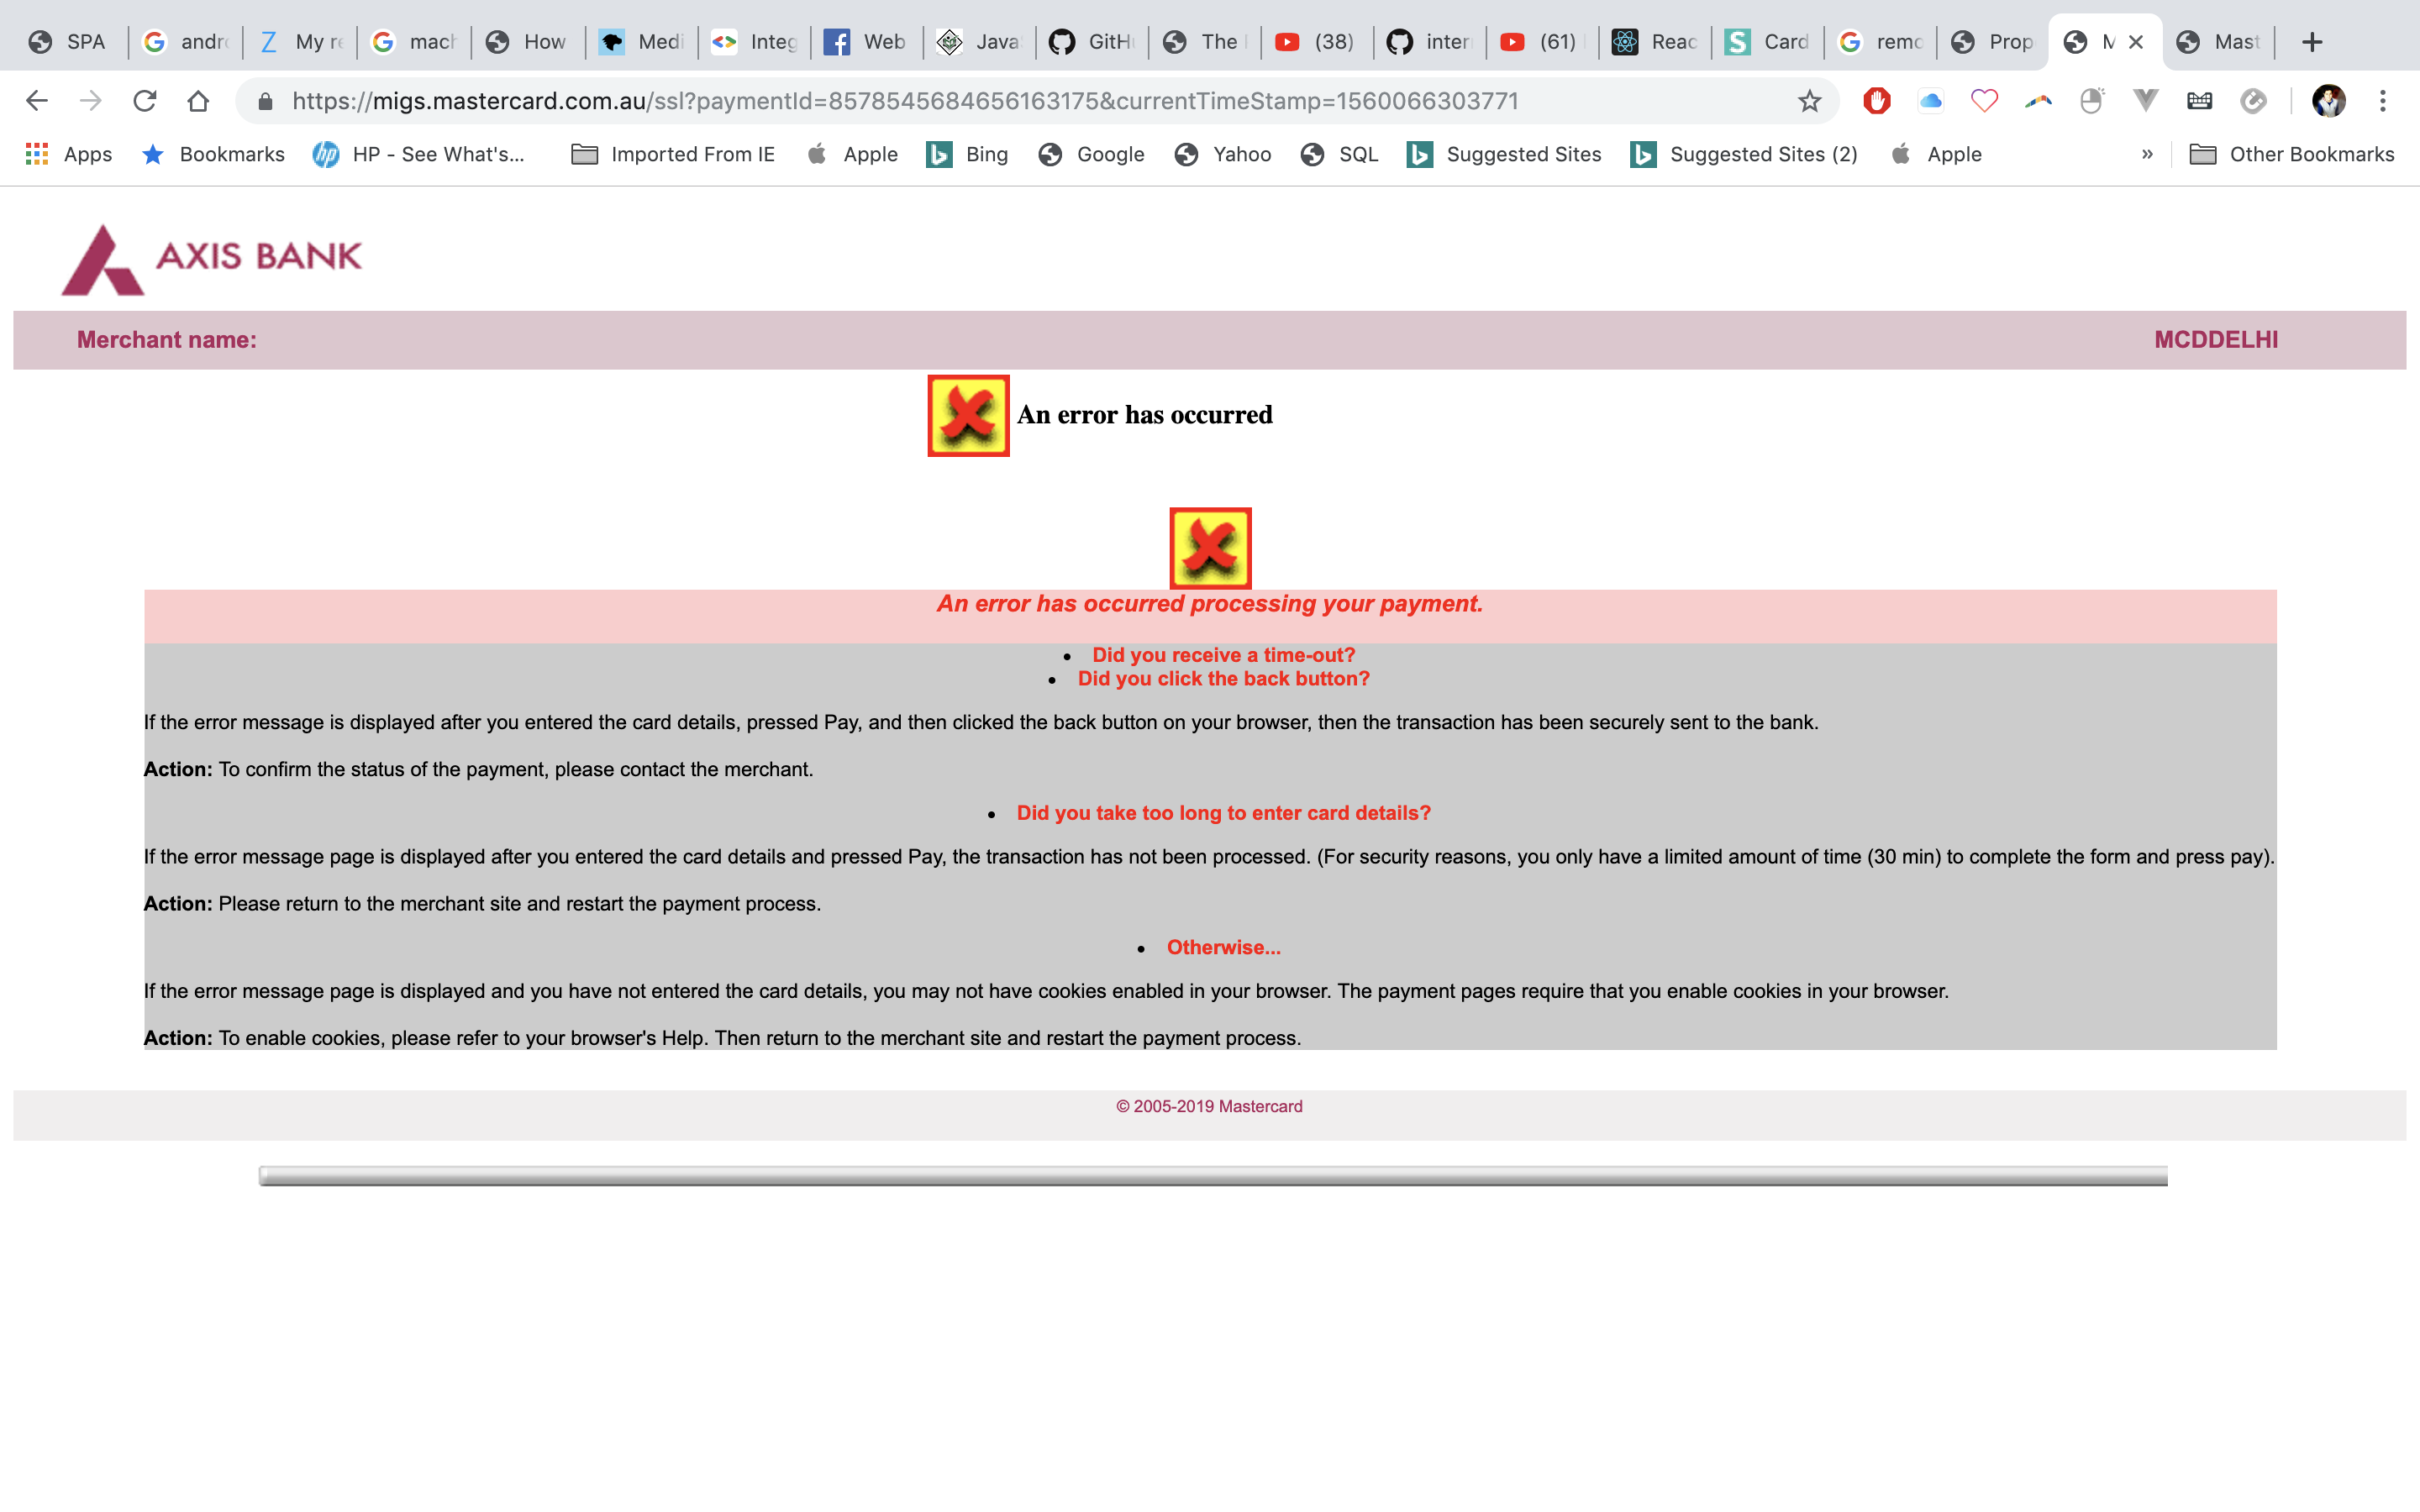 SPA andr My re mach How Medi Integ Web Java GitH The (38) inter (61) Reac Card remo Prop M Mast
https://migs.mastercard.com.au/ssl?paymentId=8578545684656163175&currentTimeStamp=1560066303771
Apps Bookmarks HP - See What's... Imported From IE Apple Bing Google Yahoo SQL Suggested Sites Suggested Sites (2) Apple » Other Bookmarks
AXIS BANK
Merchant name: MCDDELHI
An error has occurred
An error has occurred processing your payment.
• Did you receive a time-out?
• Did you click the back button?
If the error message is displayed after you entered the card details, pressed Pay, and then clicked the back button on your browser, then the transaction has been securely sent to the bank.
Action: To confirm the status of the payment, please contact the merchant.
• Did you take too long to enter card details?
If the error message page is displayed after you entered the card details and pressed Pay, the transaction has not been processed. (For security reasons, you only have a limited amount of time (30 min) to complete the form and press pay).
Action: Please return to the merchant site and restart the payment process.
• Otherwise...
If the error message page is displayed and you have not entered the card details, you may not have cookies enabled in your browser. The payment pages require that you enable cookies in your browser.
Action: To enable cookies, please refer to your browser's Help. Then return to the merchant site and restart the payment process.
© 2005-2019 Mastercard